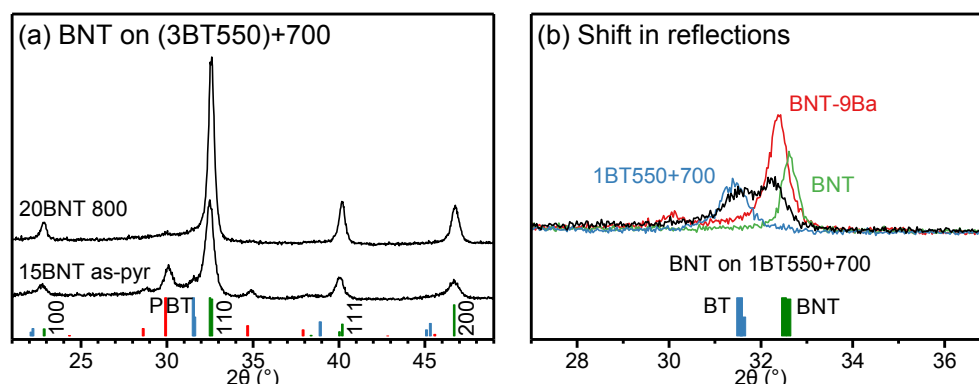 (a) BNT on (3BT550)+700
20BNT 800
15BNT as-pyr
P BT
100
110
111
200
25 30 35 40 45
2θ (°)
(b) Shift in reflections
BNT-9Ba
1BT550+700
BNT
BNT on 1BT550+700
BT
BNT
28 30 32 34 36
2θ (°)